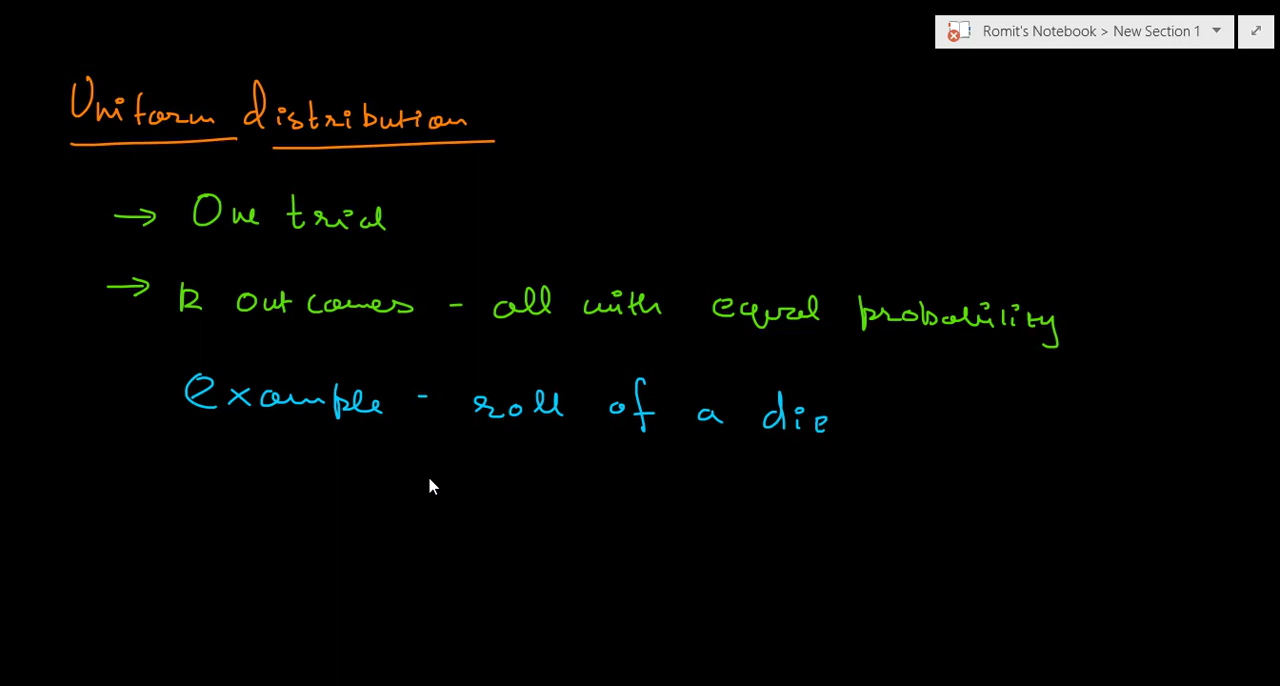 Romit's Notebook > New Section 1
Uniform distribution
→ One trial
→ k outcomes - all with equal probability
example - roll of a die